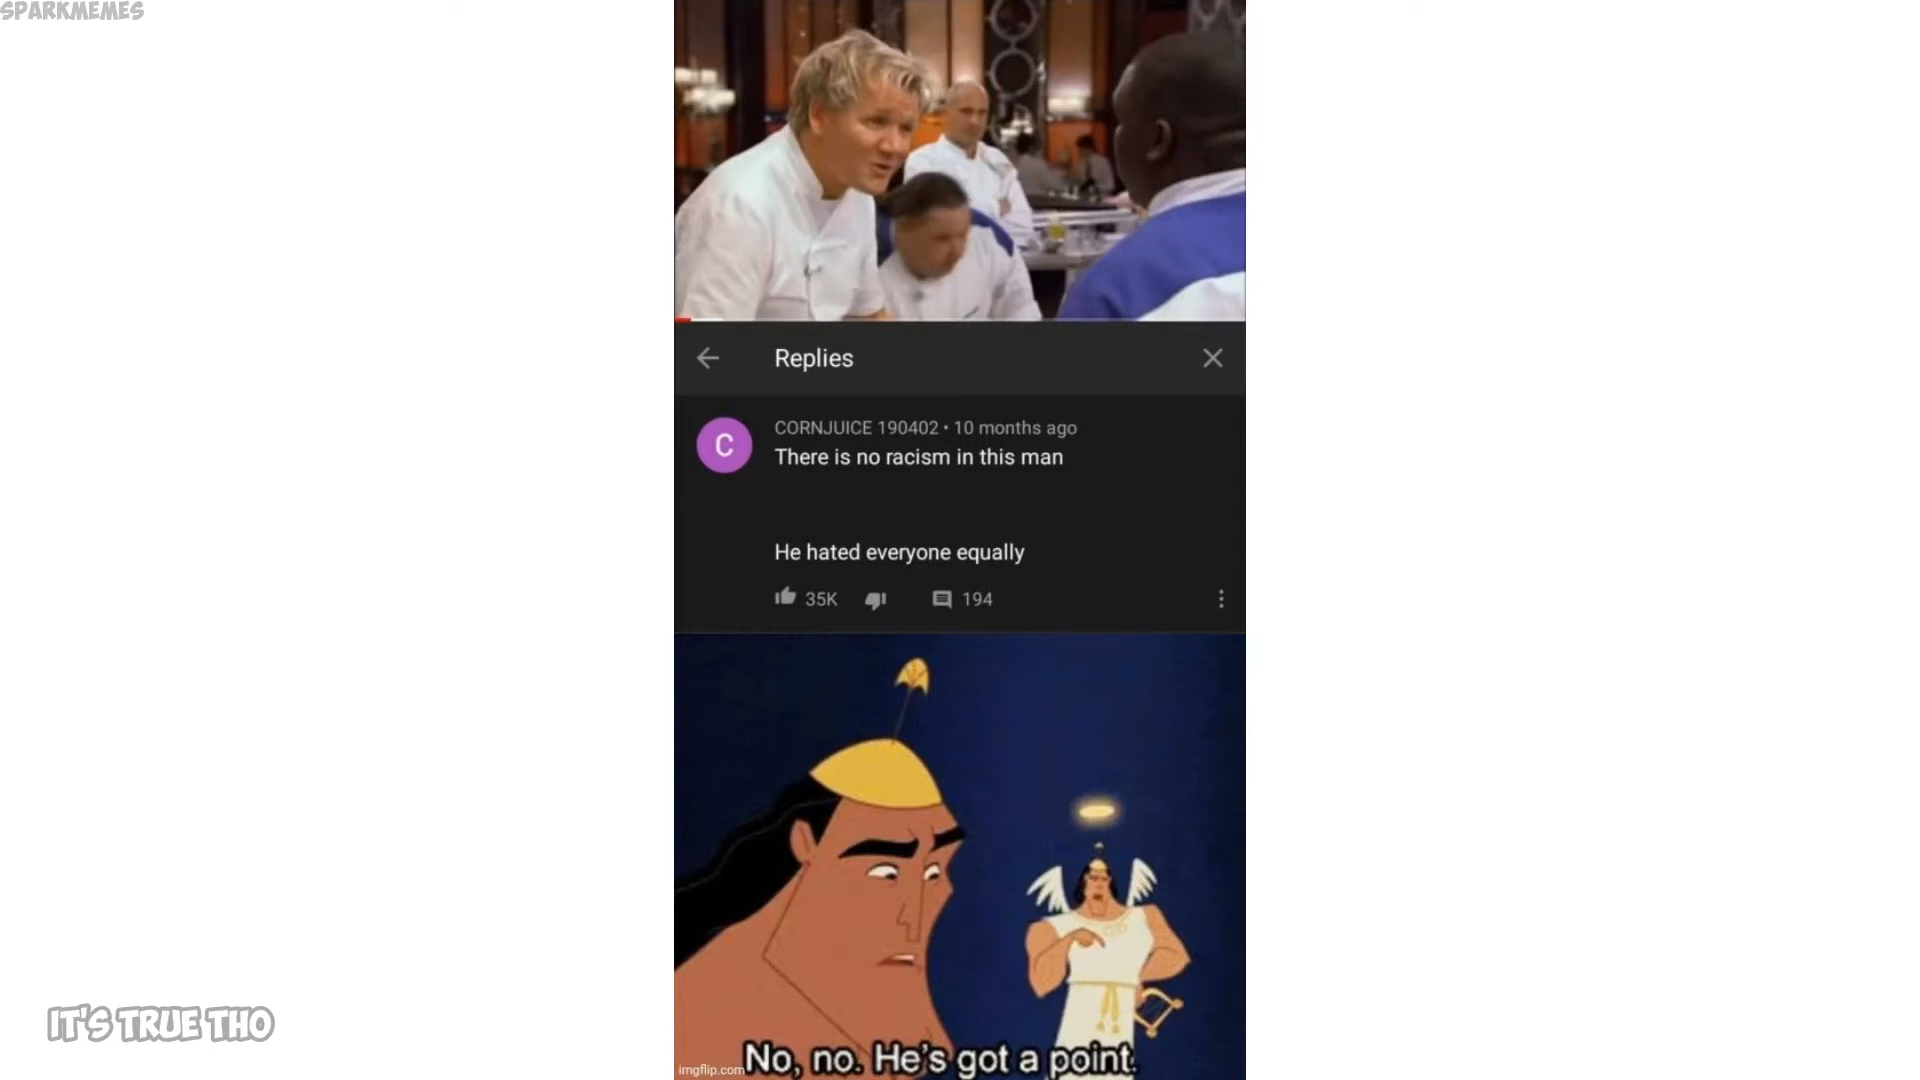 SPARKMEMES
Replies
C
CORNJUICE 190402 • 10 months ago
There is no racism in this man
He hated everyone equally
35K
194
IT'S TRUE THO
No, no. He's got a point.
imgflip.com